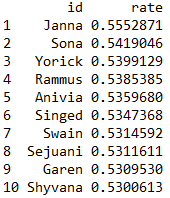 id rate
1 Janna 0.5552871
2 Sona 0.5419046
3 Yorick 0.5399129
4 Rammus 0.5385385
5 Anivia 0.5359680
6 Singed 0.5347368
7 Swain 0.5314592
8 Sejuani 0.5311611
9 Garen 0.5309530
10 Shyvana 0.5300613